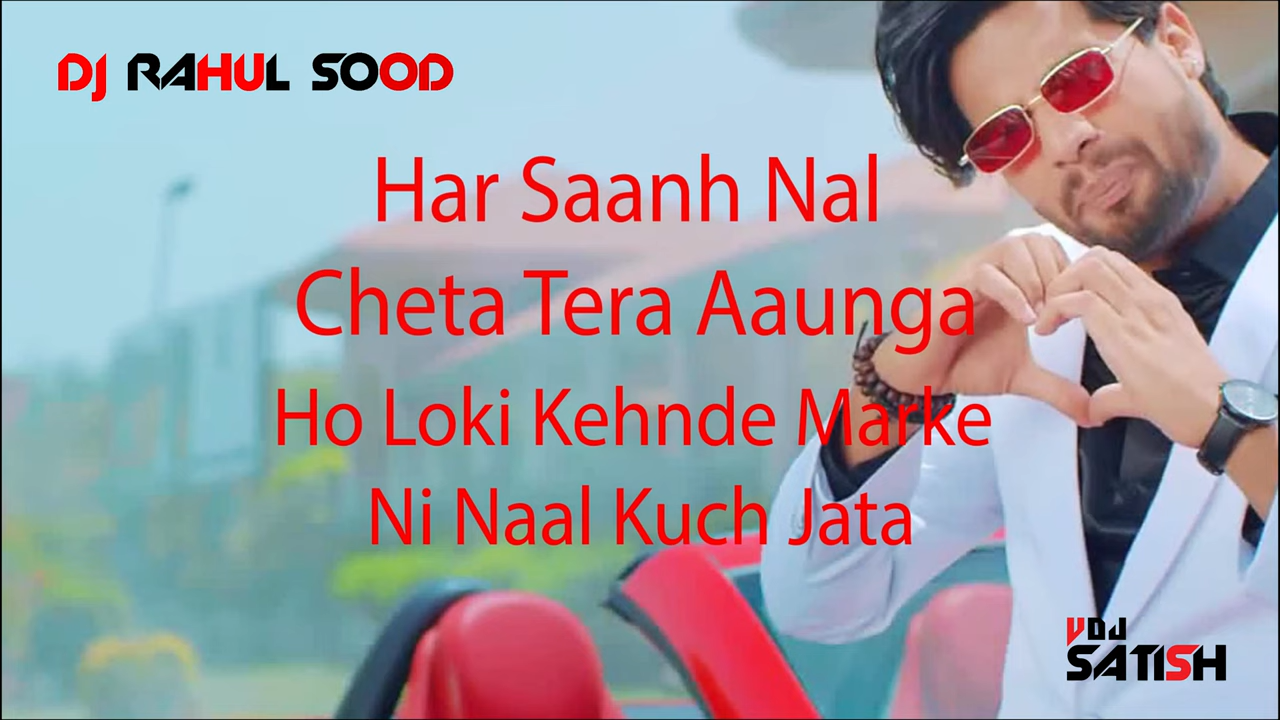 DJ RAHUL SOOD
Har Saanh Nal
Cheta Tera Aaunga
Ho Loki Kehnde Marke
Ni Naal Kuch Jata
VDJ
SATISH